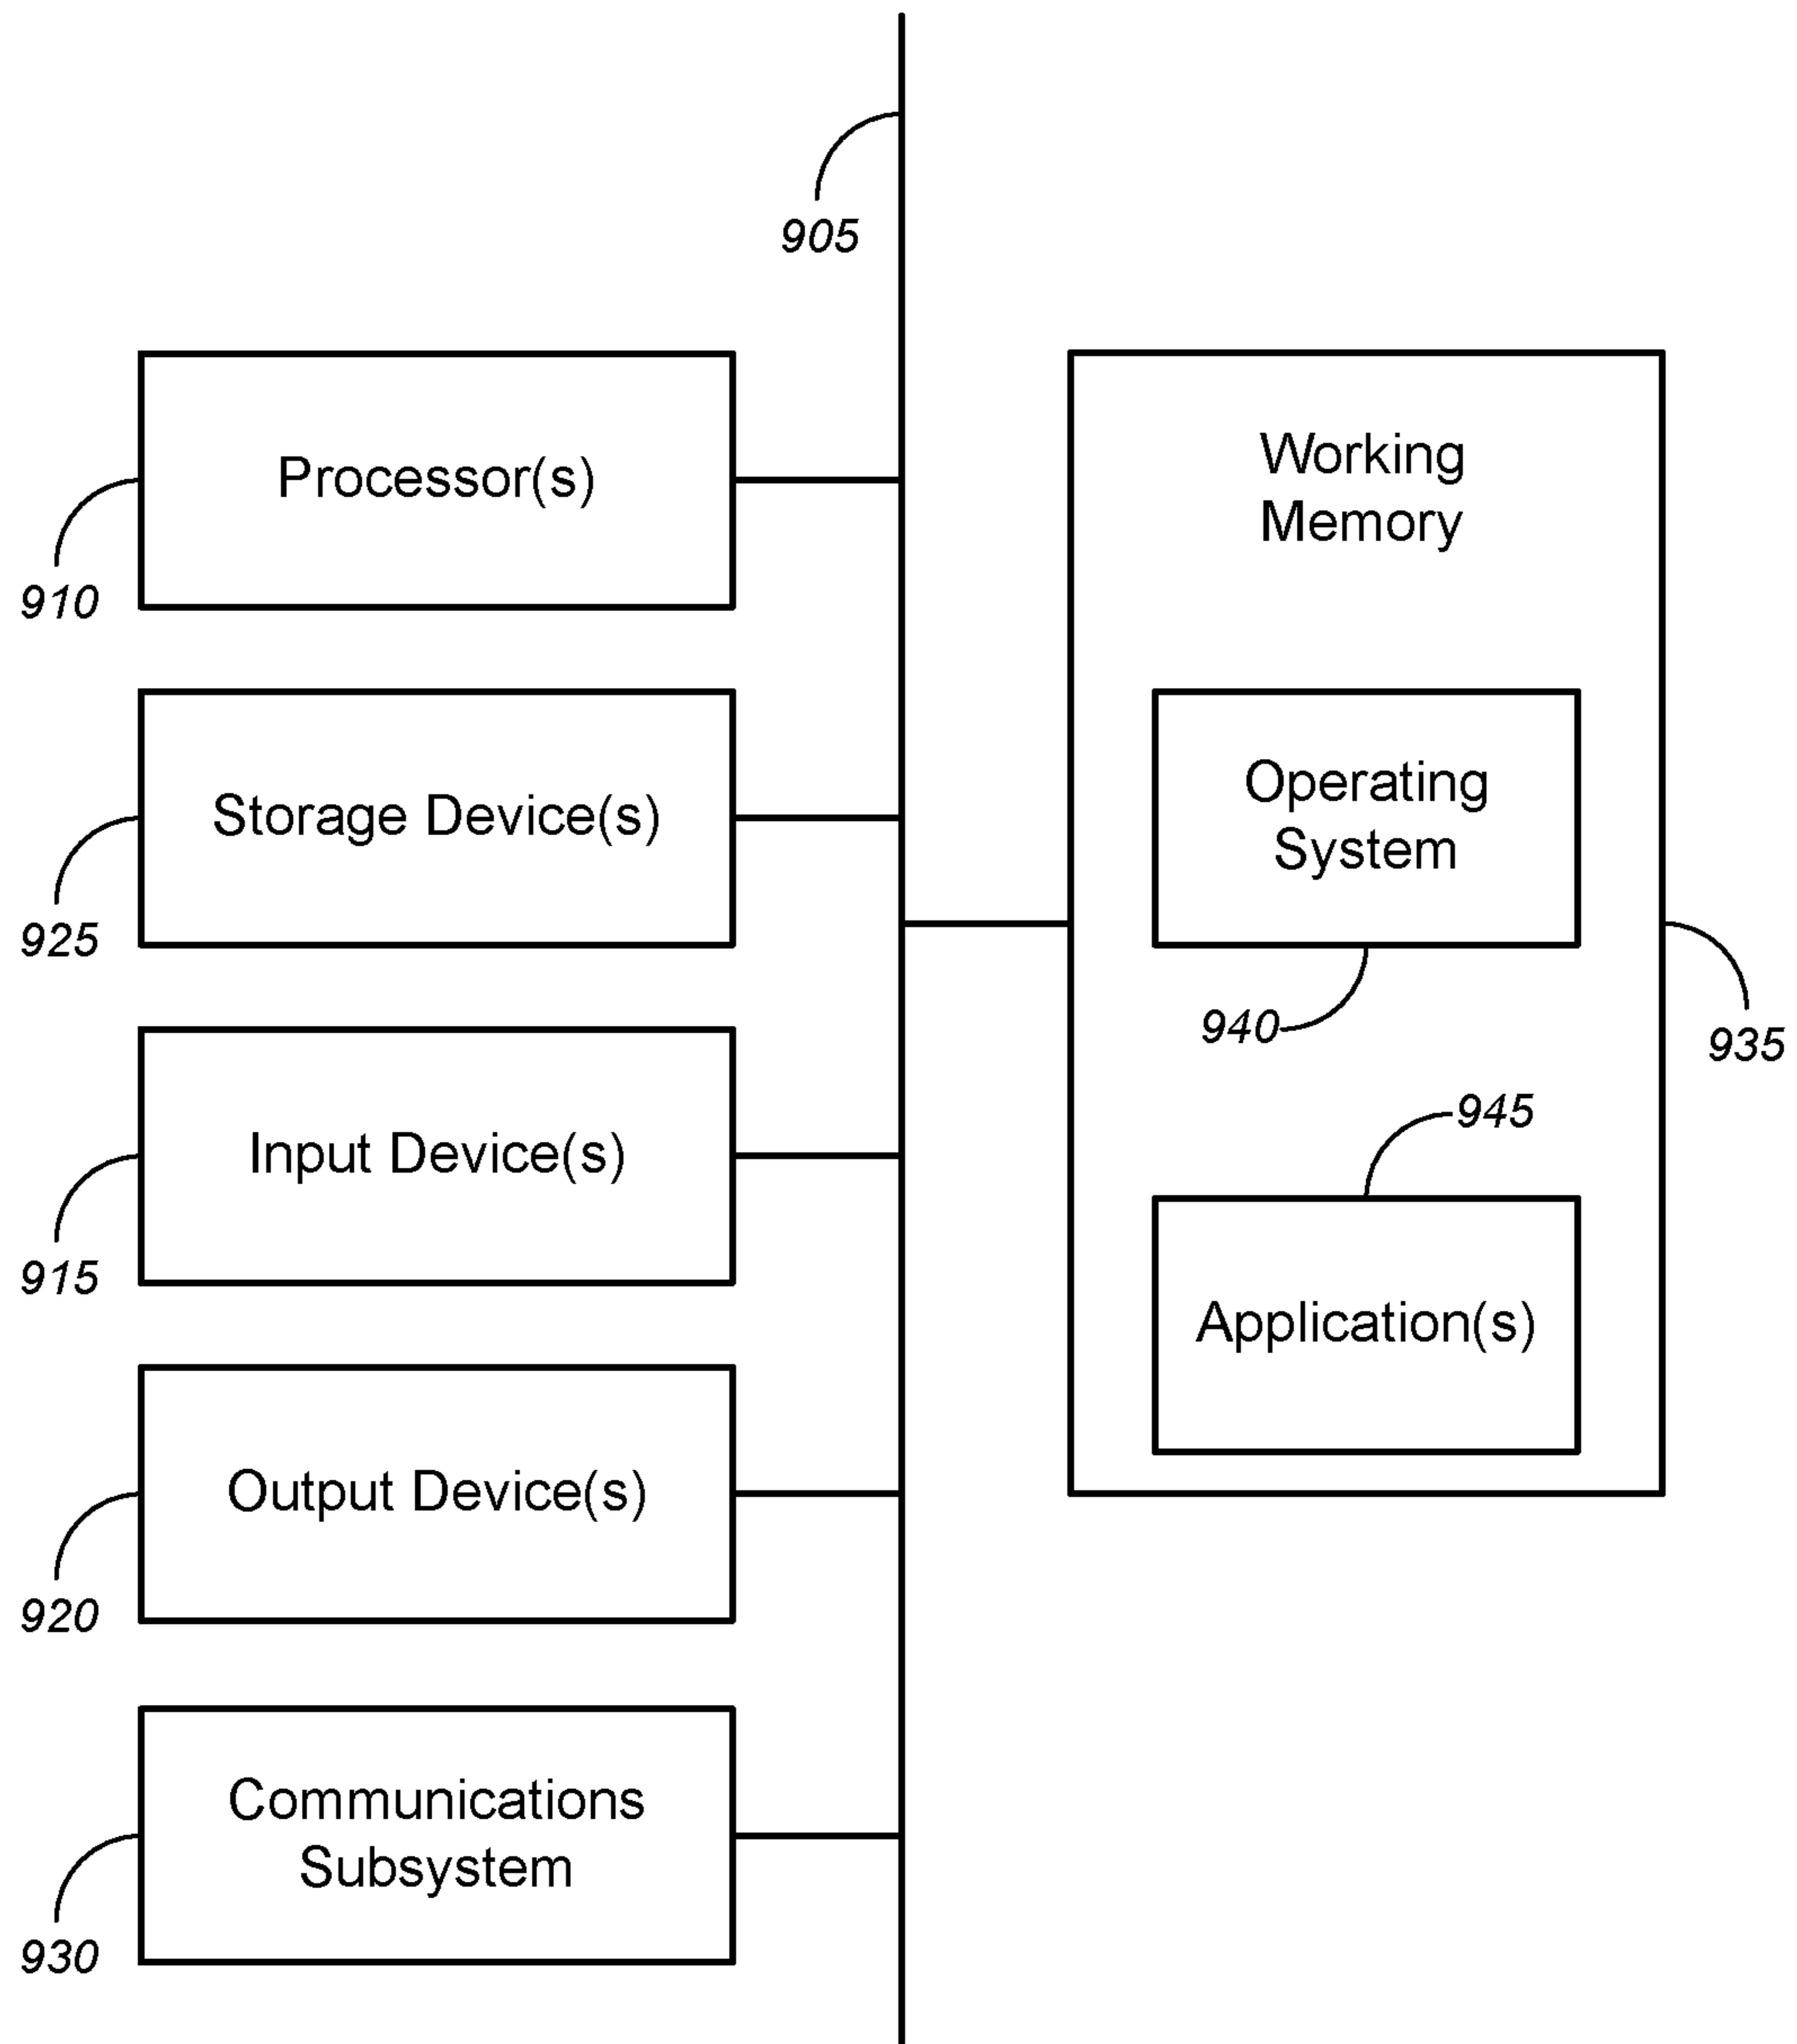 905
Processor(s)
910
Storage Device(s)
925
Input Device(s)
915
Output Device(s)
920
Communications
Subsystem
930
Working
Memory
Operating
System
940
935
945
Application(s)